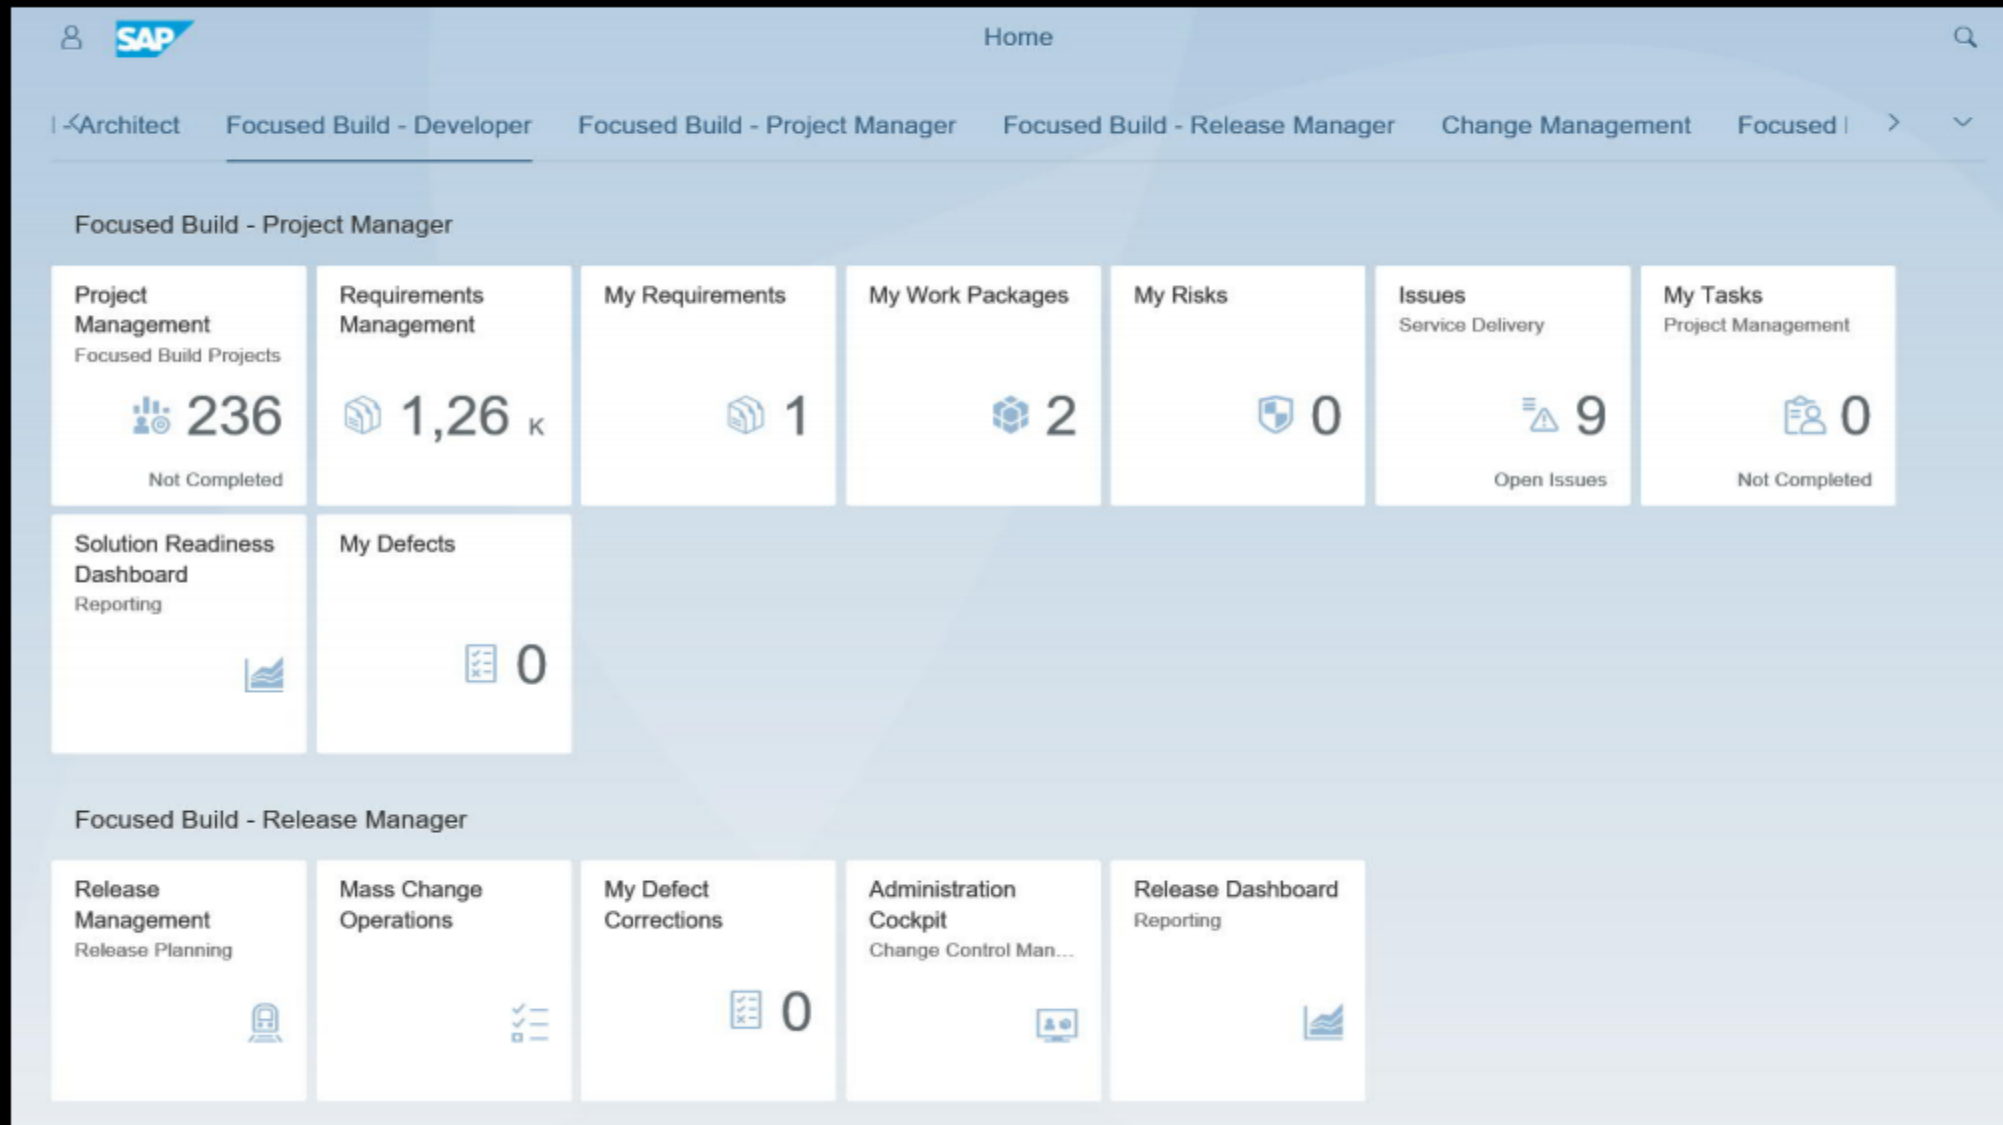 SAP
Home
Architect
Focused Build - Developer
Focused Build - Project Manager
Focused Build - Release Manager
Change Management
Focused
Focused Build - Project Manager
Project
Management
Focused Build Projects
236
Not Completed
Requirements
Management
1,26 K
My Requirements
1
My Work Packages
2
My Risks
0
Issues
Service Delivery
9
Open Issues
My Tasks
Project Management
0
Not Completed
Solution Readiness
Dashboard
Reporting
My Defects
0
Focused Build - Release Manager
Release
Management
Release Planning
Mass Change
Operations
My Defect
Corrections
0
Administration
Cockpit
Change Control Man...
Release Dashboard
Reporting